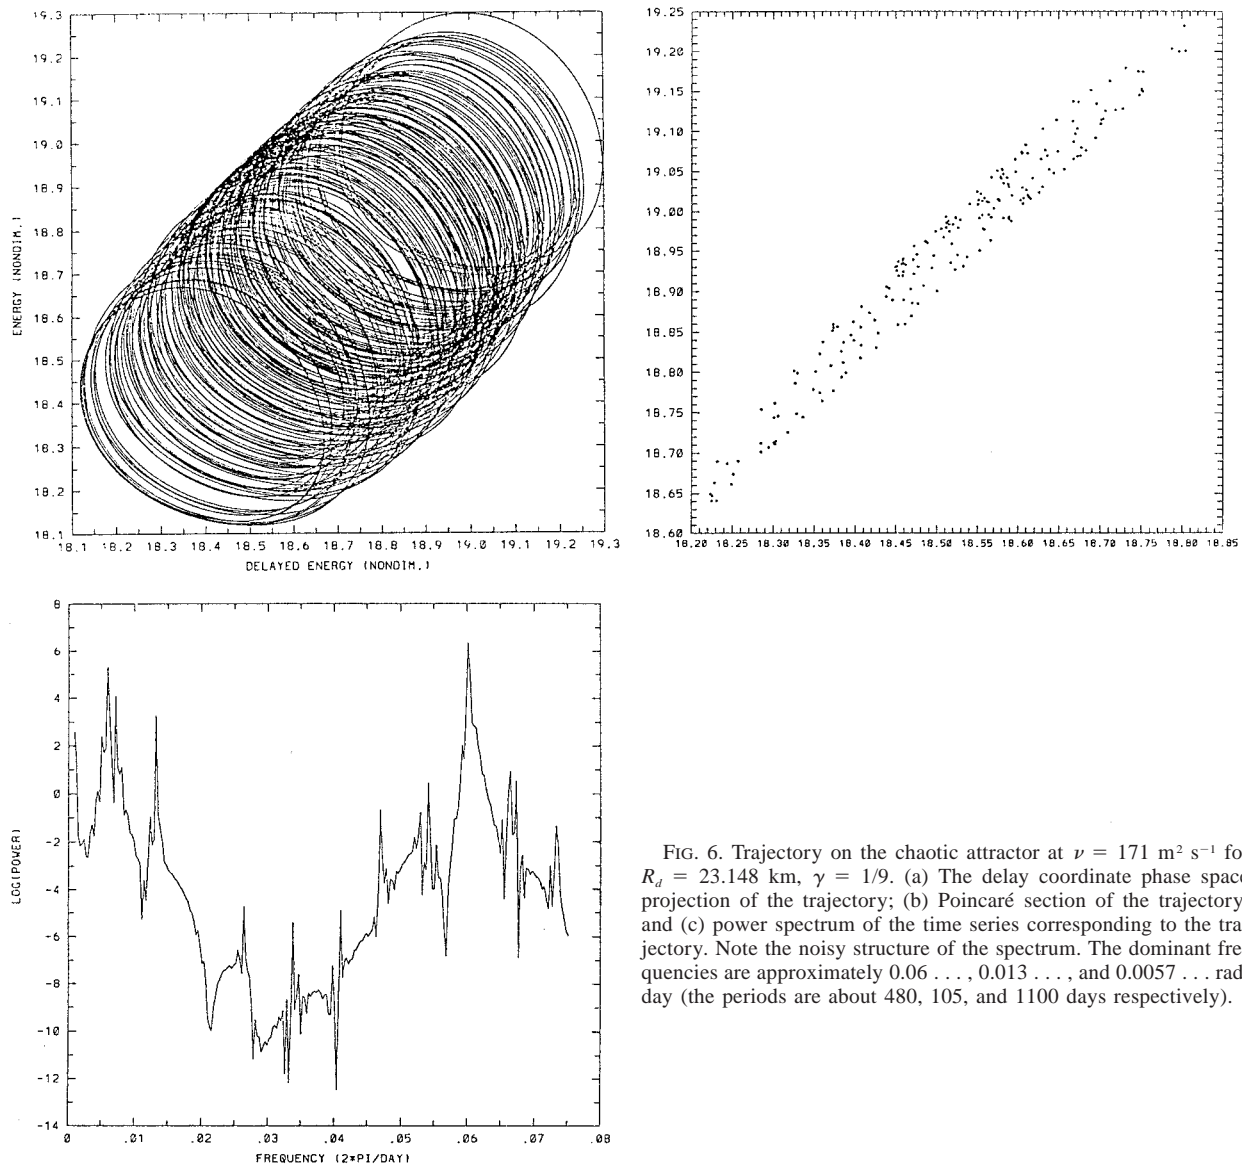 19.3
19.2
19.1
19.0
18.9
18.8
18.7
18.6
18.5
18.4
18.3
18.2
18.1
ENERGY (NONDIM.)
18.1 18.2 18.3 18.4 18.5 18.6 18.7 18.8 18.9 19.0 19.1 19.2 19.3
DELAYED ENERGY (NONDIM.)
19.25
19.20
19.15
19.10
19.05
19.00
18.95
18.90
18.85
18.80
18.75
18.70
18.65
18.60
18.20 18.25 18.30 18.35 18.40 18.45 18.50 18.55 18.60 18.65 18.70 18.75 18.80 18.85
8
6
4
2
0
-2
-4
-6
-8
-10
-12
-14
LOG(POWER)
0 .01 .02 .03 .04 .05 .06 .07 .08
FREQUENCY (2*PI/DAY)
FIG. 6. Trajectory on the chaotic attractor at ν = 171 m² s⁻¹ fo
R_d = 23.148 km, γ = 1/9. (a) The delay coordinate phase space
projection of the trajectory; (b) Poincaré section of the trajectory
and (c) power spectrum of the time series corresponding to the tra-
jectory. Note the noisy structure of the spectrum. The dominant fre-
quencies are approximately 0.06 . . . , 0.013 . . . , and 0.0057 . . . rad
day (the periods are about 480, 105, and 1100 days respectively).